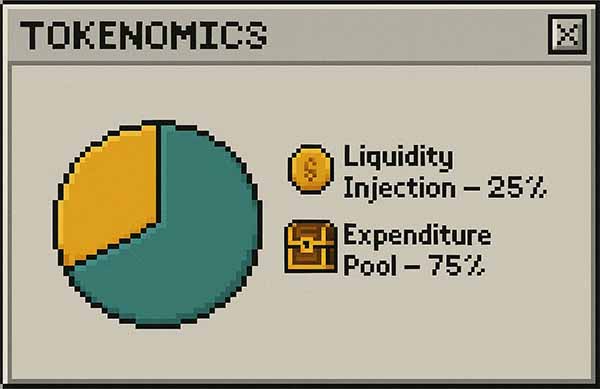 TOKENOMICS
Liquidity
Injection – 25%
Expenditure
Pool – 75%